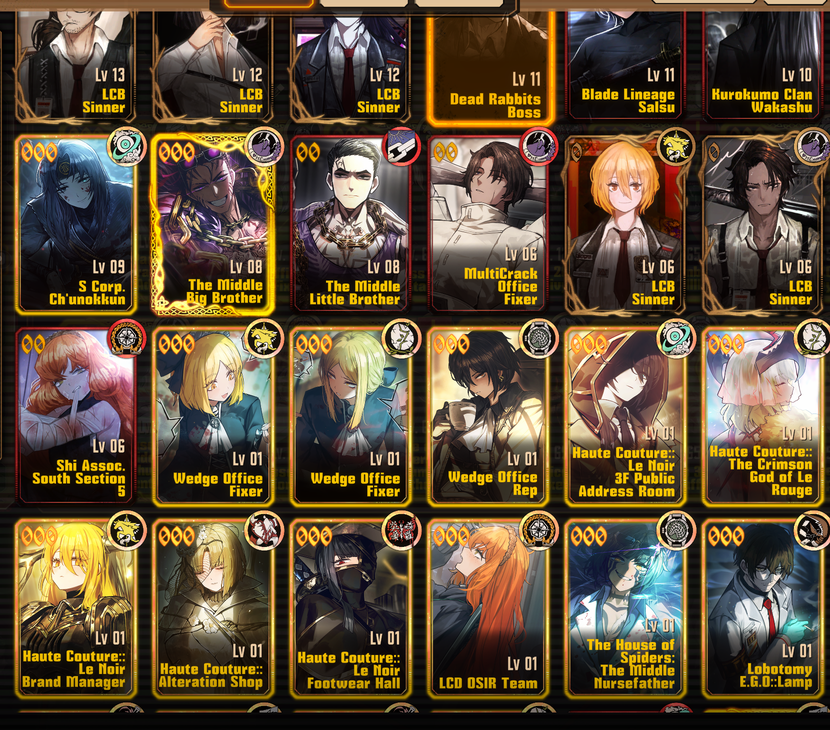 Lv 13
LCB
Sinner
Lv 12
LCB
Sinner
Lv 12
LCB
Sinner
Lv 11
Dead Rabbits
Boss
Lv 11
Blade Lineage
Salsu
Lv 10
Kurokumo Clan
Wakashu
Lv 09
S Corp.
Ch'unokkun
Lv 08
The Middle
Big Brother
Lv 08
The Middle
Little Brother
Lv 06
MultiCrack
Office
Fixer
Lv 06
LCB
Sinner
Lv 06
LCB
Sinner
Lv 06
Shi Assoc.
South Section
5
Lv 01
Wedge Office
Fixer
Lv 01
Wedge Office
Fixer
Lv 01
Wedge Office
Rep
Lv 01
Haute Couture::
Le Noir
3F Public
Address Room
Lv 01
Haute Couture::
The Crimson
God of Le
Rouge
Lv 01
Haute Couture::
Le Noir
Brand Manager
Lv 01
Haute Couture::
Alteration Shop
Lv 01
Haute Couture::
Le Noir
Footwear Hall
Lv 01
LCD OSIR Team
Lv 01
The House of
Spiders:
The Middle
Nursefather
Lv 01
Lobotomy
E.G.O::Lamp